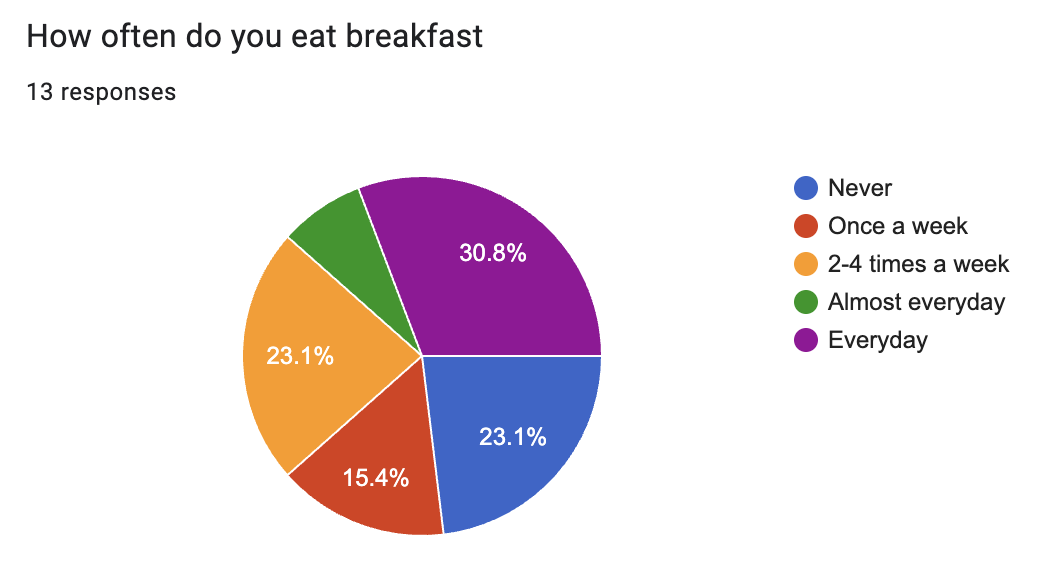 How often do you eat breakfast
13 responses
30.8%
23.1%
23.1%
15.4%
Never
Once a week
2-4 times a week
Almost everyday
Everyday